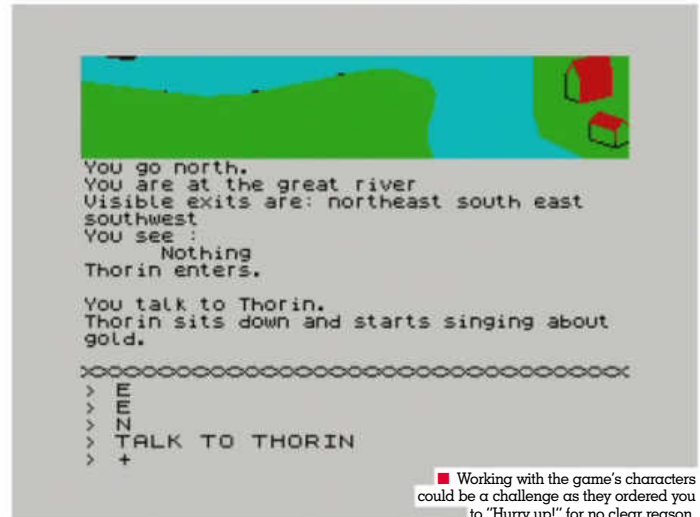 You go north.
You are at the great river
Visible exits are: northeast south east
southwest
You see :
Nothing
Thorin enters.
You talk to Thorin.
Thorin sits down and starts singing about
gold.
> E
> E
> N
> TALK TO THORIN
> +
Working with the game's characters
could be a challenge as they ordered you
to "Hurry up!" for no clear reason.